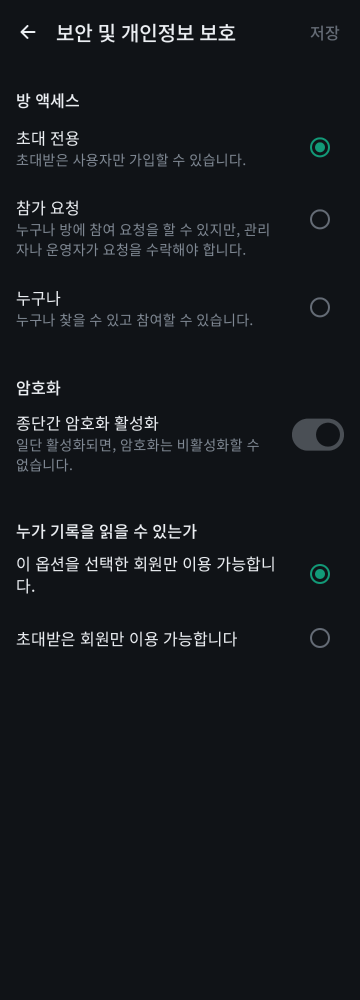 보안 및 개인정보 보호
저장
방 액세스
초대 전용
초대받은 사용자만 가입할 수 있습니다.
참가 요청
누구나 방에 참여 요청을 할 수 있지만, 관리
자나 운영자가 요청을 수락해야 합니다.
누구나
누구나 찾을 수 있고 참여할 수 있습니다.
암호화
종단간 암호화 활성화
일단 활성화되면, 암호화는 비활성화할 수
없습니다.
누가 기록을 읽을 수 있는가
이 옵션을 선택한 회원만 이용 가능합니
다.
초대받은 회원만 이용 가능합니다